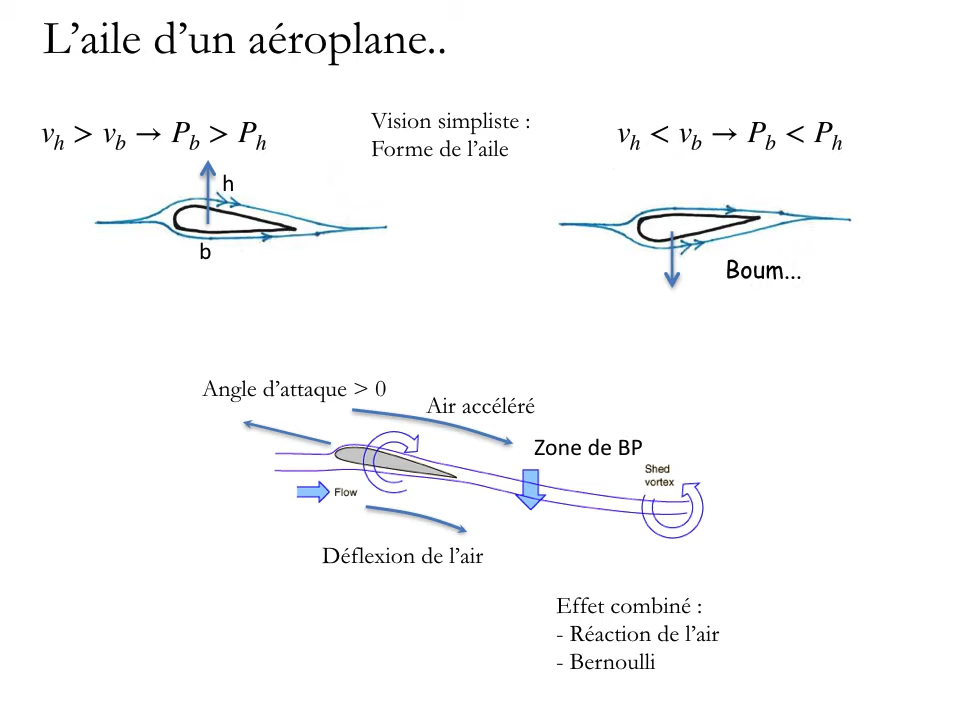 L’aile d’un aéroplane..
v_h > v_b → P_b > P_h
Vision simpliste :
Forme de l’aile
v_h < v_b → P_b < P_h
h
b
Boum...
Angle d’attaque > 0
Air accéléré
Zone de BP
Shed
vortex
Flow
Déflexion de l’air
Effet combiné :
- Réaction de l’air
- Bernoulli